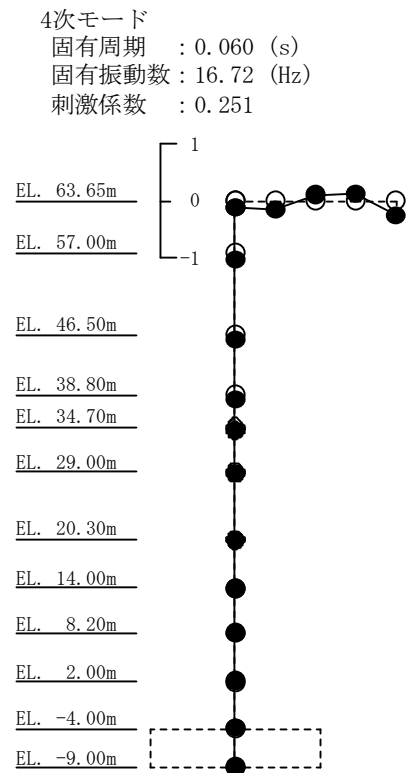 4次モード
固有周期 : 0.060 (s)
固有振動数 : 16.72 (Hz)
刺激係数 : 0.251
1
EL. 63.65m
0
EL. 57.00m
-1
EL. 46.50m
EL. 38.80m
EL. 34.70m
EL. 29.00m
EL. 20.30m
EL. 14.00m
EL. 8.20m
EL. 2.00m
EL. -4.00m
EL. -9.00m